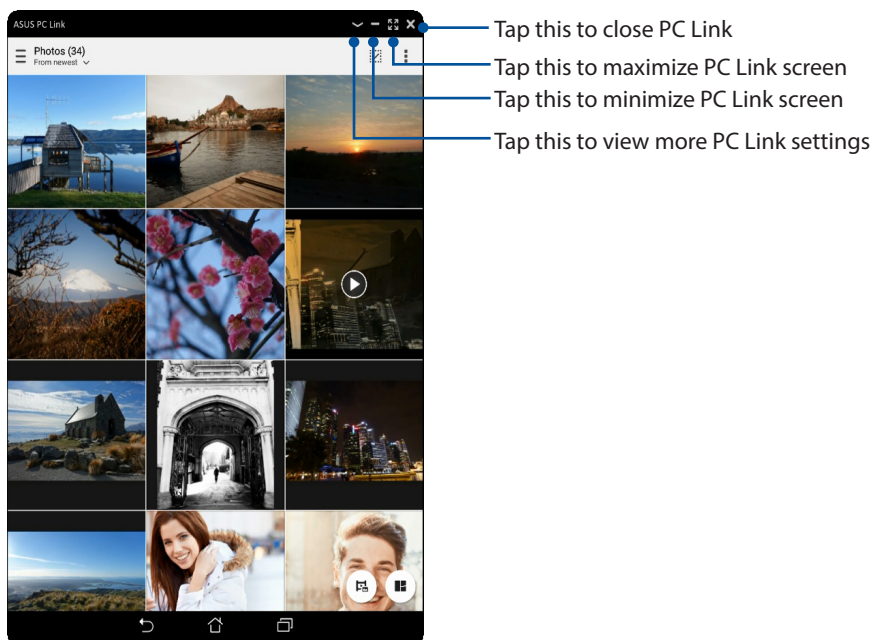 ASUS PC Link
Photos (34)
From newest
Tap this to close PC Link
Tap this to maximize PC Link screen
Tap this to minimize PC Link screen
Tap this to view more PC Link settings